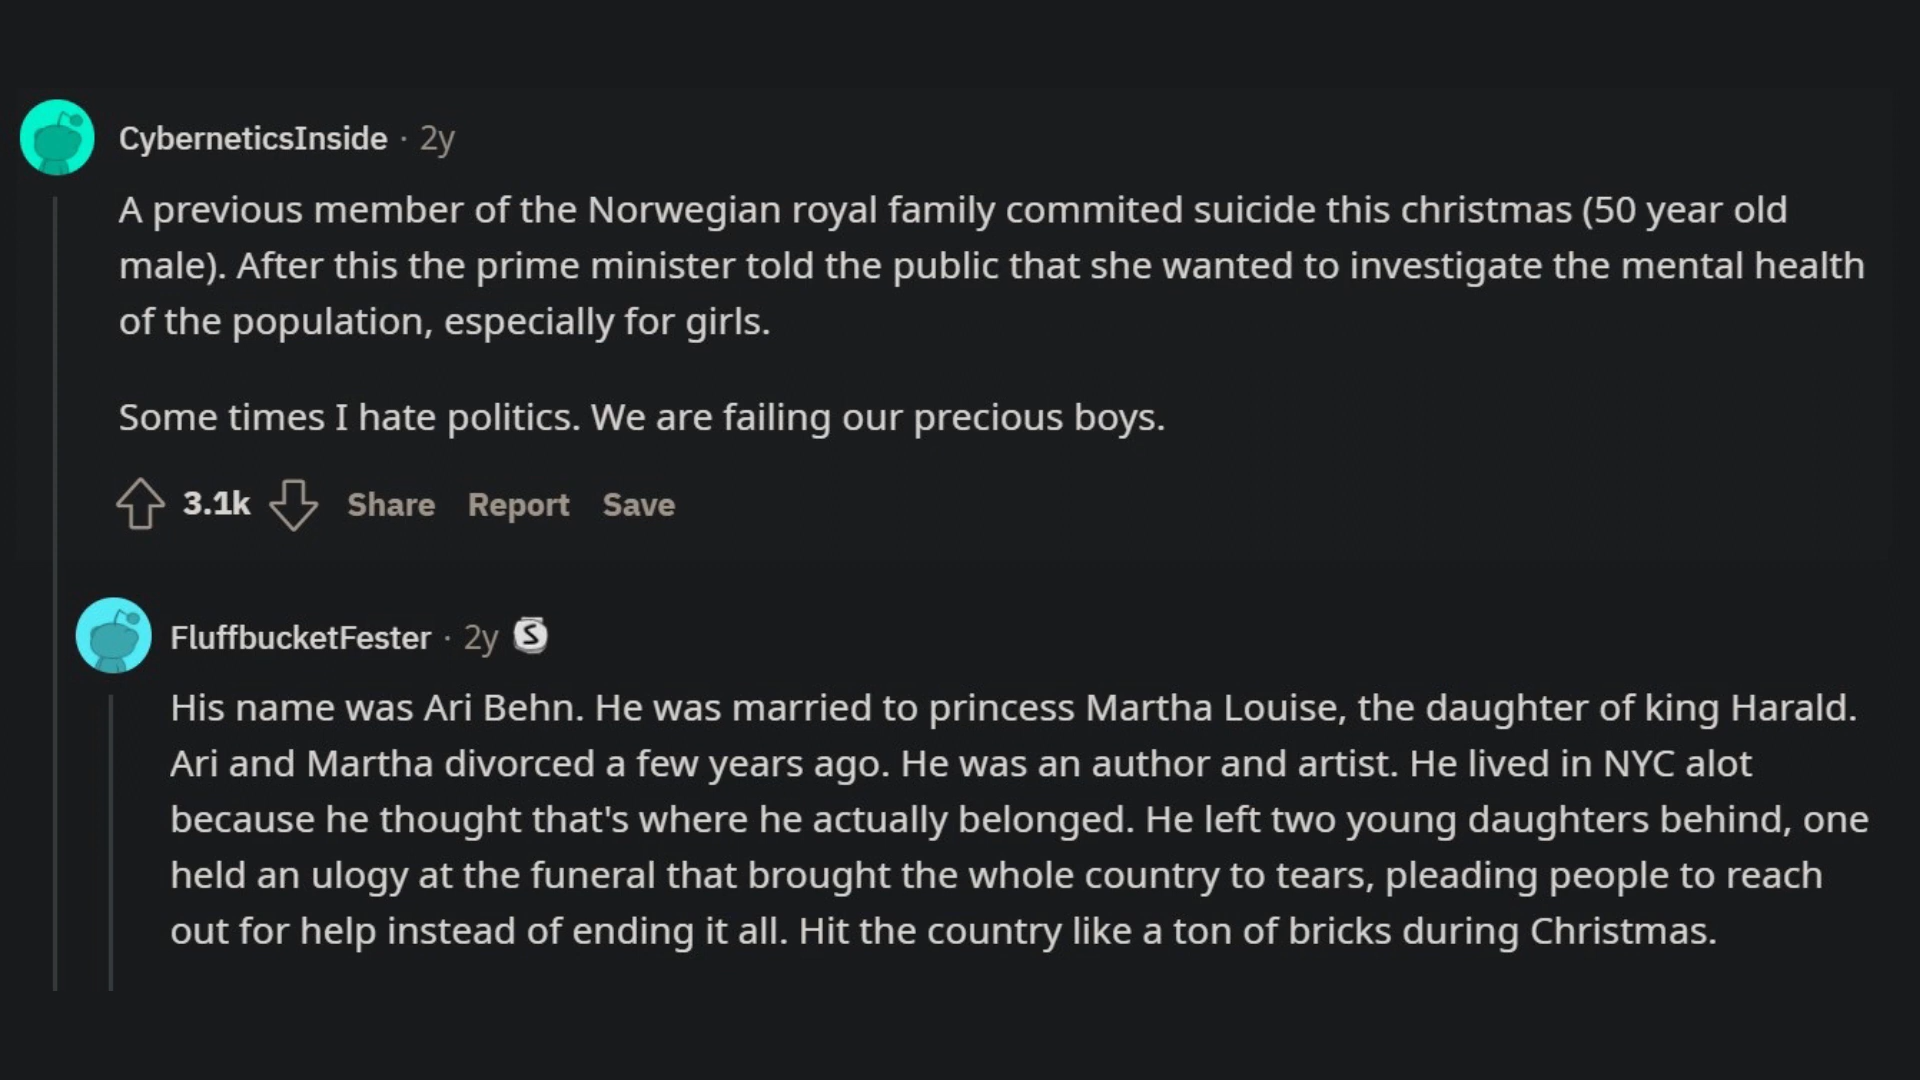 CyberneticsInside · 2y
A previous member of the Norwegian royal family commited suicide this christmas (50 year old
male). After this the prime minister told the public that she wanted to investigate the mental health
of the population, especially for girls.
Some times I hate politics. We are failing our precious boys.
3.1k Share Report Save
FluffbucketFester · 2y S
His name was Ari Behn. He was married to princess Martha Louise, the daughter of king Harald.
Ari and Martha divorced a few years ago. He was an author and artist. He lived in NYC alot
because he thought that's where he actually belonged. He left two young daughters behind, one
held an ulogy at the funeral that brought the whole country to tears, pleading people to reach
out for help instead of ending it all. Hit the country like a ton of bricks during Christmas.